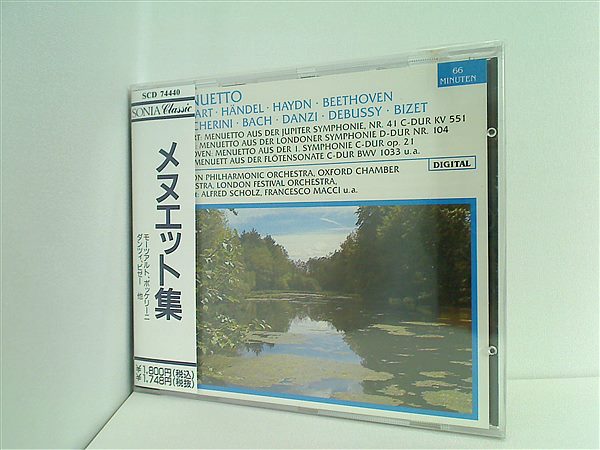 SCD 74440
SONIA Classic
メヌエット集
モーツァルト、ボッケリーニ
ダンツィ、ビゼー 他
¥1,800円(税込)
¥1,748円(税抜)
66
MINUTEN
NUETTO
ART · HÄNDEL · HAYDN · BEETHOVEN
CHERINI · BACH · DANZI · DEBUSSY · BIZET
RT: MENUETTO AUS DER JUPITER SYMPHONIE, NR. 41 C-DUR KV 551
: MENUETTO AUS DER LONDONER SYMPHONIE D-DUR NR. 104
OVEN: MENUETTO AUS DER 1. SYMPHONIE C-DUR op. 21
MENUETT AUS DER FLÖTENSONATE C-DUR BWV 1033 u. a.
DIGITAL
ON PHILHARMONIC ORCHESTRA, OXFORD CHAMBER
ESTRA, LONDON FESTIVAL ORCHESTRA,
: ALFRED SCHOLZ, FRANCESCO MACCI u. a.